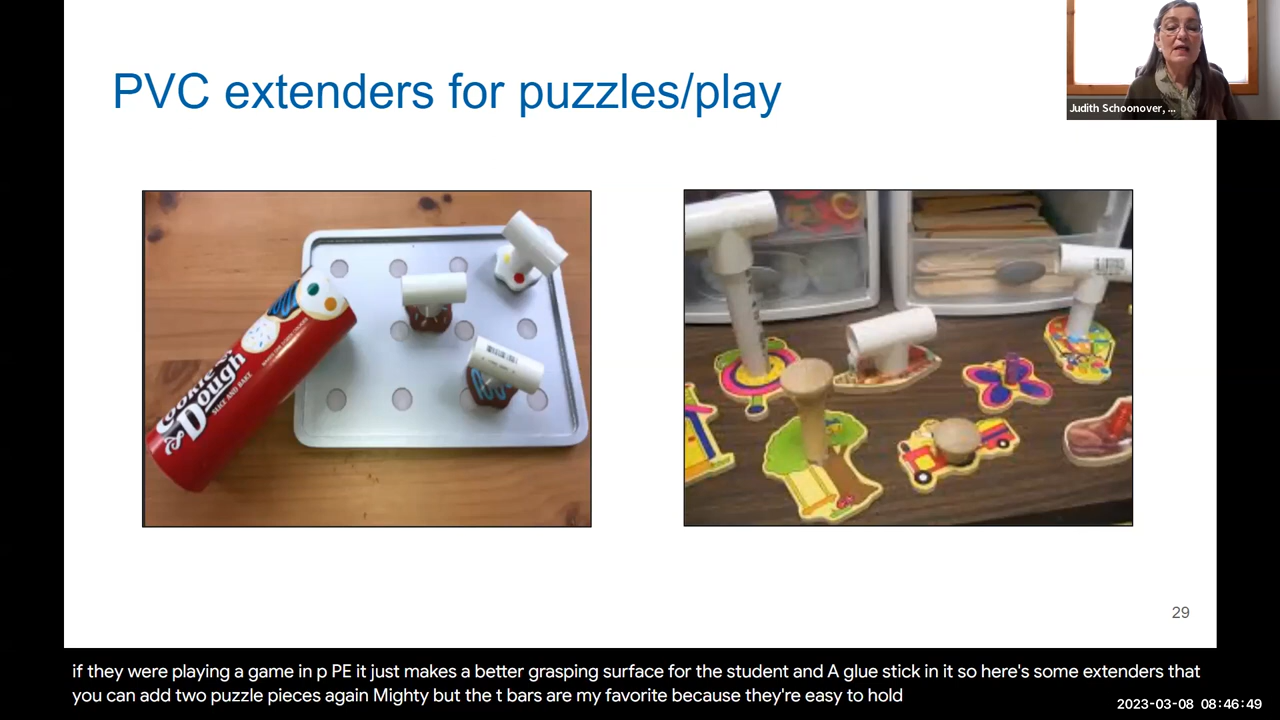 PVC extenders for puzzles/play
Judith Schoonover, ...
Dough
SLICE AND BAKE
29
if they were playing a game in p PE it just makes a better grasping surface for the student and A glue stick in it so here's some extenders that
you can add two puzzle pieces again Mighty but the t bars are my favorite because they're easy to hold
2023-03-08 08:46:49